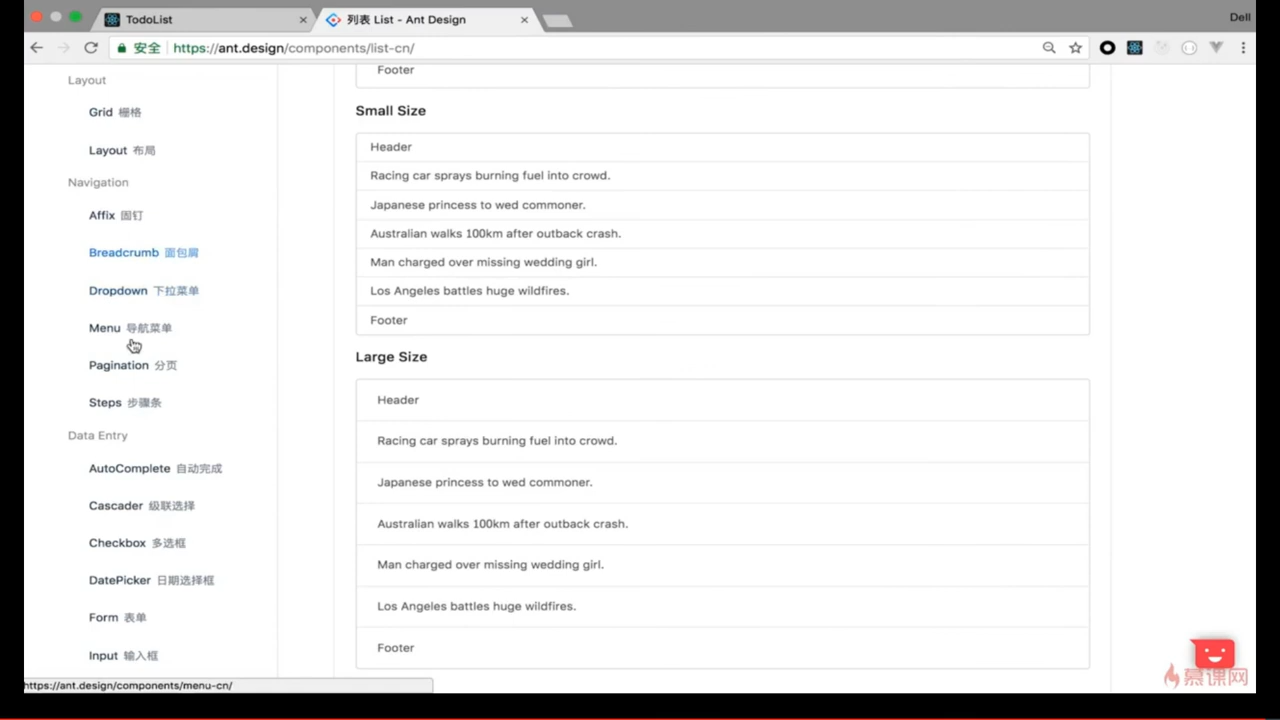 TodoList
列表 List - Ant Design
Dell
安全
https://ant.design/components/list-cn/
Layout
Grid 栅格
Layout 布局
Navigation
Affix 固钉
Breadcrumb 面包屑
Dropdown 下拉菜单
Menu 导航菜单
Pagination 分页
Steps 步骤条
Data Entry
AutoComplete 自动完成
Cascader 级联选择
Checkbox 多选框
DatePicker 日期选择框
Form 表单
Input 输入框
https://ant.design/components/menu-cn/
Footer
Small Size
Header
Racing car sprays burning fuel into crowd.
Japanese princess to wed commoner.
Australian walks 100km after outback crash.
Man charged over missing wedding girl.
Los Angeles battles huge wildfires.
Footer
Large Size
Header
Racing car sprays burning fuel into crowd.
Japanese princess to wed commoner.
Australian walks 100km after outback crash.
Man charged over missing wedding girl.
Los Angeles battles huge wildfires.
Footer
慕课网